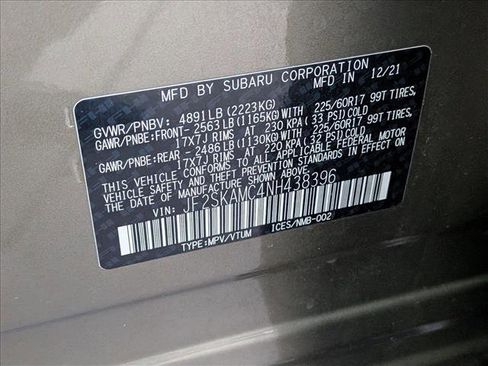 MFD BY SUBARU CORPORATION MFD IN 12/21
GVWR/PNBV: 4891LB(2223KG)
GAWR/PNBE:FRONT-2563LB(1165KG)WITH 225/60R17 99T TIRES,
17X7J RIMS AT 230 KPA( 33 PSI)COLD
GAWR/PNBE:REAR -2486LB(1130KG)WITH 225/60R17 99T TIRES,
17X7J RIMS AT 220 KPA( 32 PSI)COLD
THIS VEHICLE CONFORMS TO ALL APPLICABLE FEDERAL MOTOR
VEHICLE SAFETY AND THEFT PREVENTION STANDARDS IN EFFECT
ON THE DATE OF MANUFACTURE SHOWN ABOVE.
VIN: JF2SKAMC4NH438396
TYPE:MPV/VTUM ICES/NMB-002